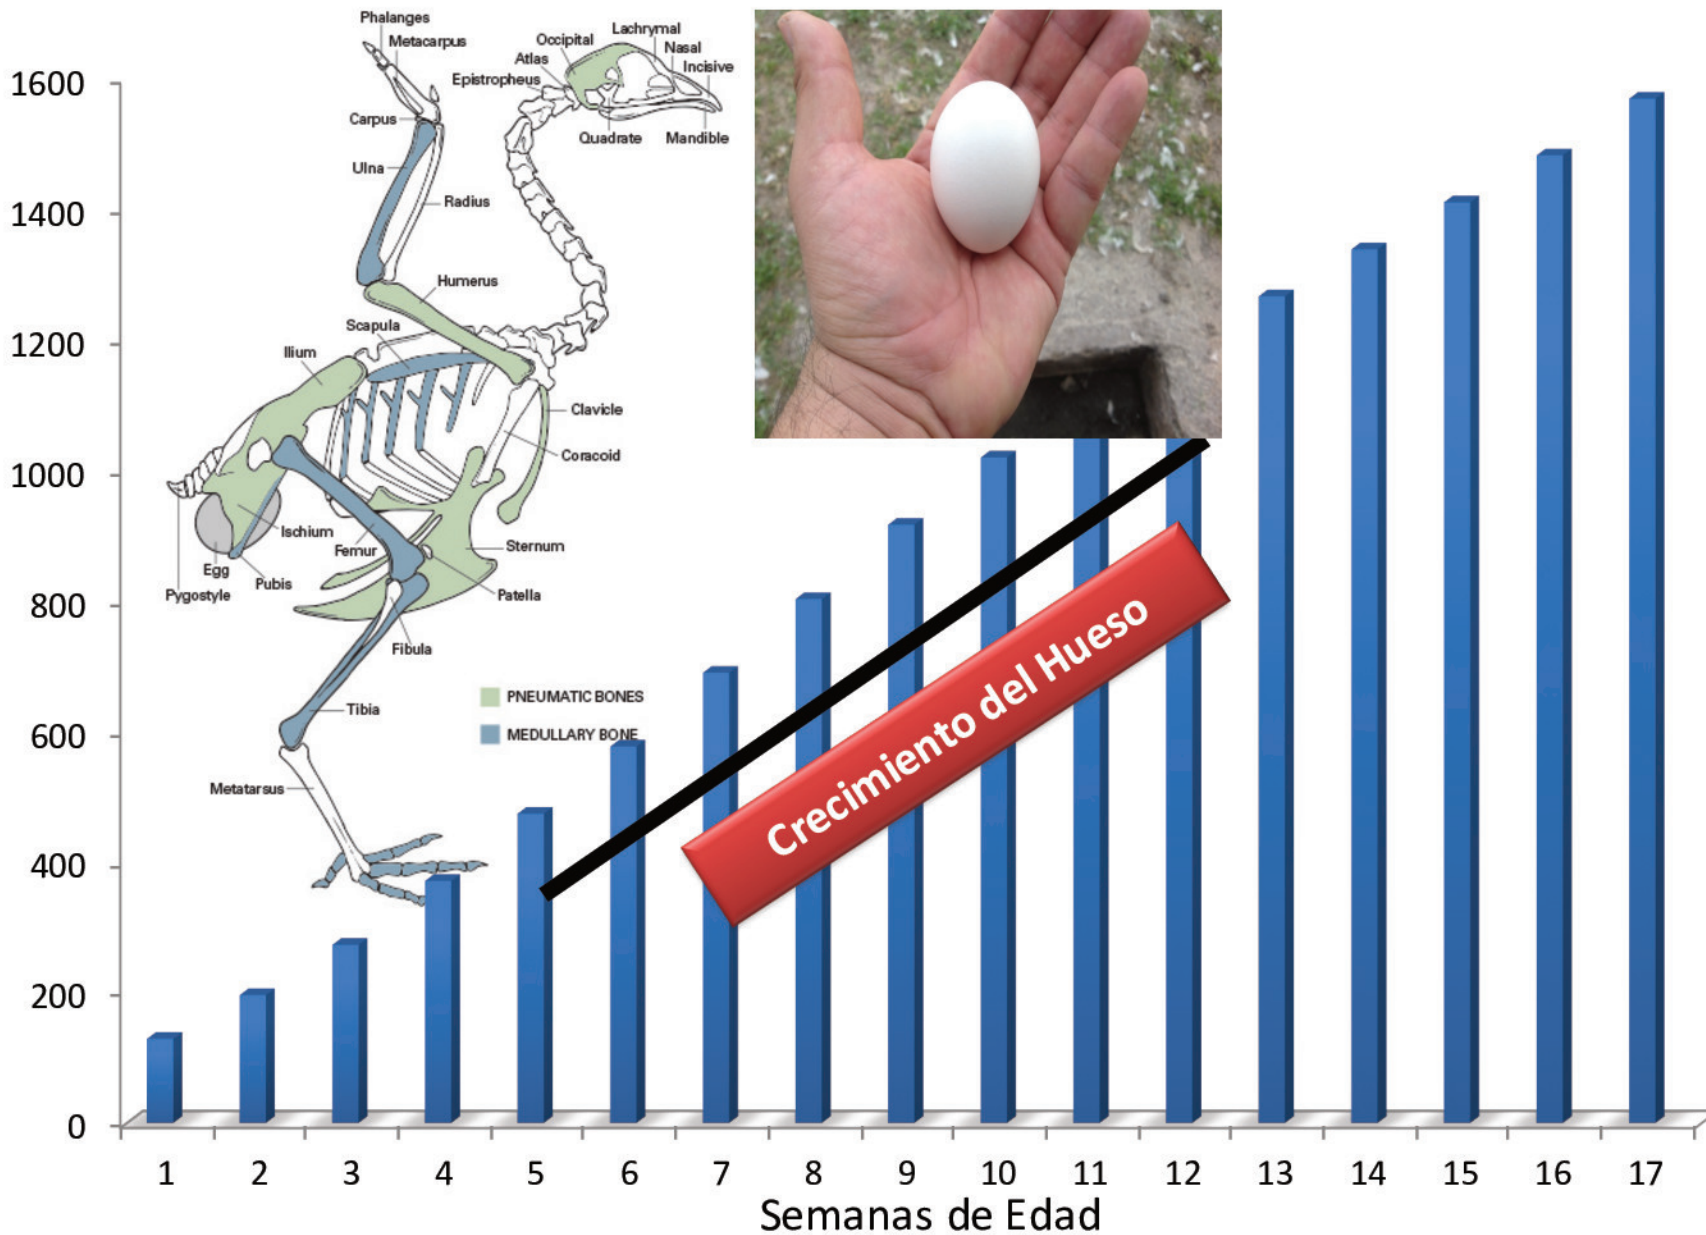 Phalanges
Metacarpus
Carpus
Ulna
Radius
Humerus
Scapula
Ilium
Occipital
Atlas
Epistropheus
Lachrymal
Nasal
Incisive
Quadrate
Mandible
Clavicle
Coracoid
Ischium
Femur
Sternum
Egg
Pubis
Pygostyle
Patella
Fibula
Tibia
Metatarsus
PNEUMATIC BONES
MEDULLARY BONE
Crecimiento del Hueso
1600
1400
1200
1000
800
600
400
200
0
1 2 3 4 5 6 7 8 9 10 11 12 13 14 15 16 17
Semanas de Edad